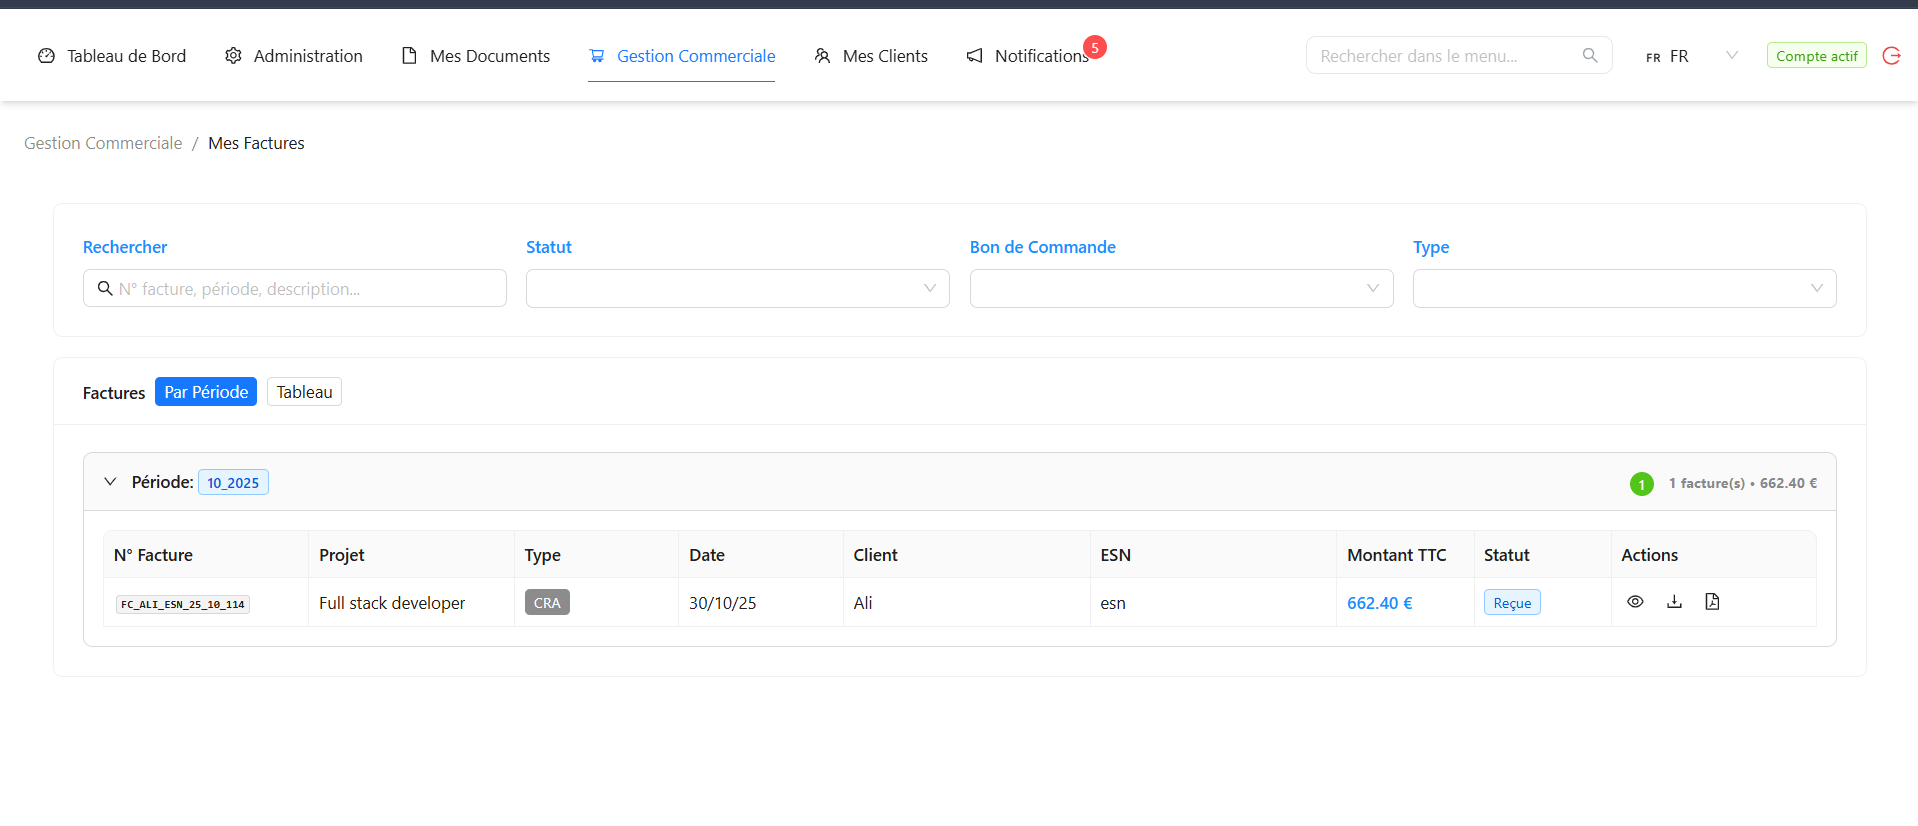 Tableau de Bord
Administration
Mes Documents
Gestion Commerciale
Mes Clients
Notifications
5
Rechercher dans le menu...
FR FR
Compte actif
Gestion Commerciale / Mes Factures
Rechercher
Statut
Bon de Commande
Type
N° facture, période, description...
Factures
Par Période
Tableau
Période: 10_2025
1
1 facture(s) • 662.40 €
N° Facture
Projet
Type
Date
Client
ESN
Montant TTC
Statut
Actions
FC_ALI_ESN_25_10_114
Full stack developer
CRA
30/10/25
Ali
esn
662.40 €
Reçue